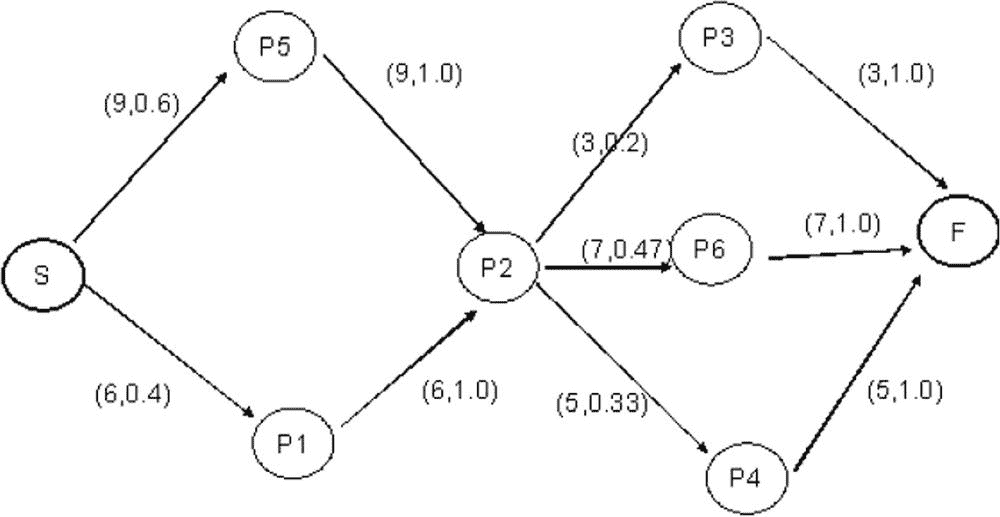 P5
P3
(9,1.0)
(3,1.0)
(9,0.6)
(3,0.2)
S
P2
(7,0.47)
P6
(7,1.0)
F
(6,0.4)
(6,1.0)
(5,0.33)
(5,1.0)
P1
P4